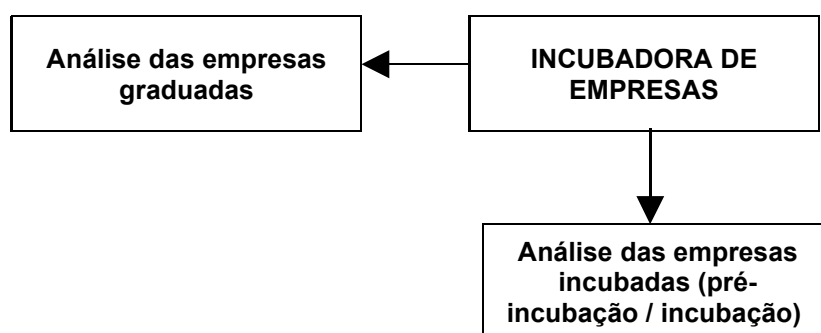 Análise das empresas
graduadas
INCUBADORA DE
EMPRESAS
Análise das empresas
incubadas (pré-
incubação / incubação)